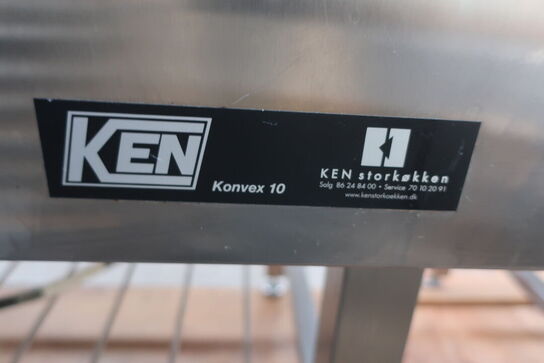 KEN
Konvex 10
KEN storkøkken
Salg 86 24 84 00 • Service 70 10 20 91
www.kenstorkoekken.dk